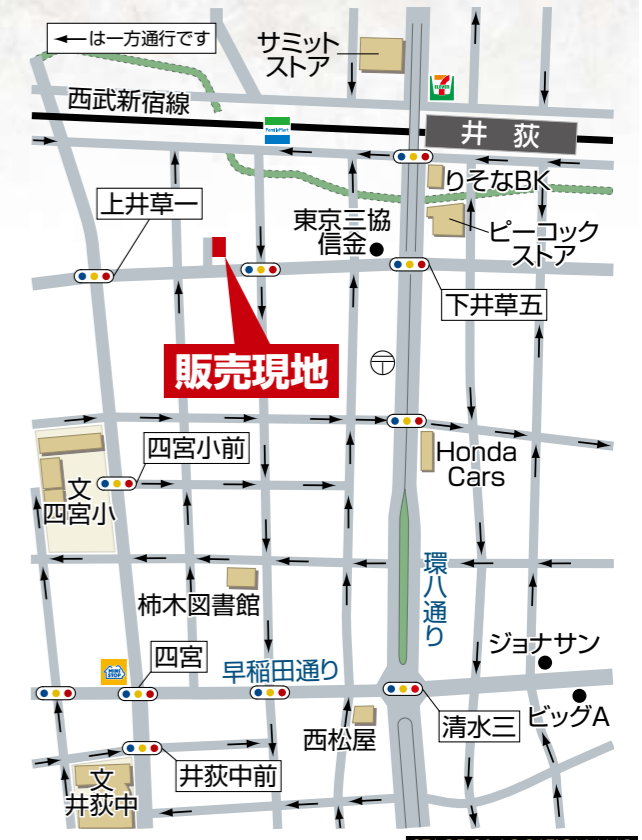 ←は一方通行です
サミット
ストア
7
ELEVEN
西武新宿線
FamilyMart
井荻
りそなBK
上井草一
東京三協
信金
ピーコック
ストア
下井草五
販売現地
〒
四宮小前
Honda
Cars
文
四宮小
環八通り
柿木図書館
ジョナサン
MINI
STOP
四宮
早稲田通り
清水三
ビッグA
西松屋
井荻中前
文
井荻中